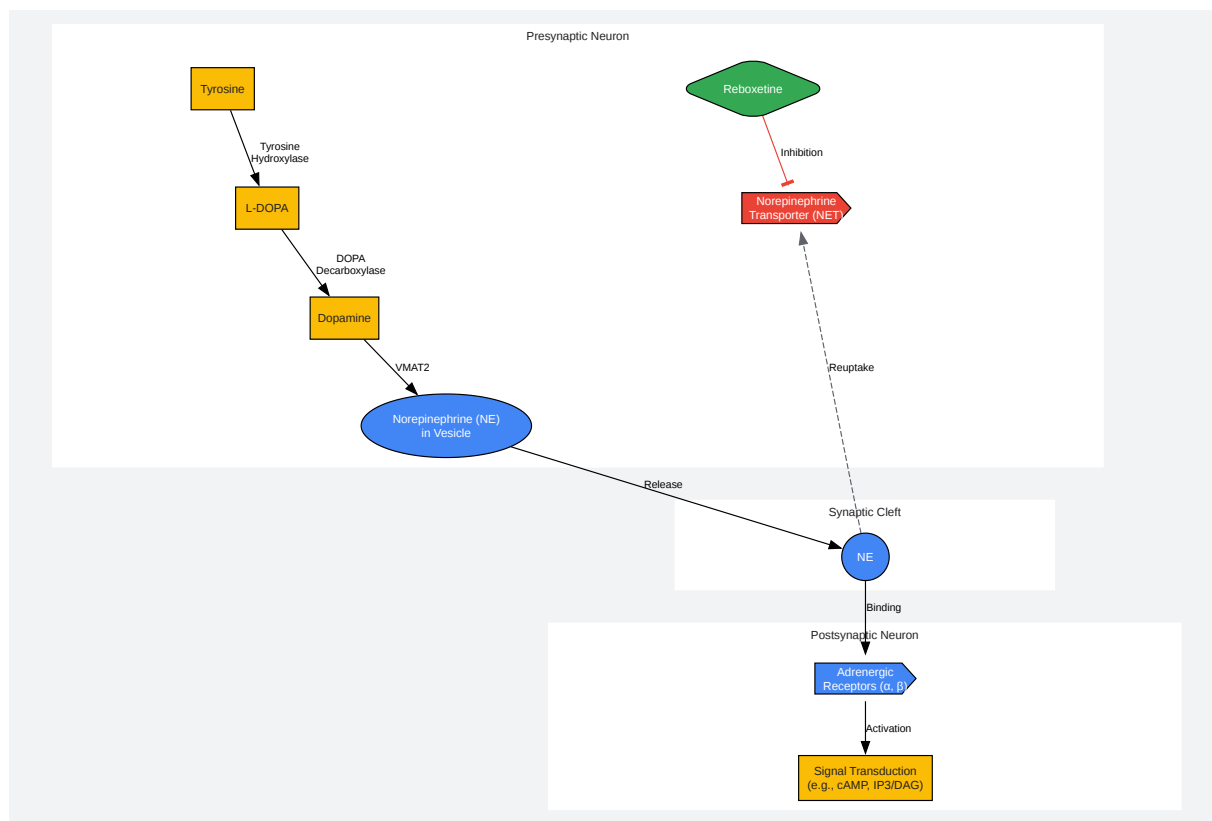 Presynaptic Neuron
Tyrosine
Reboxetine
Tyrosine
Hydroxylase
Inhibition
L-DOPA
Norepinephrine
Transporter (NET)
DOPA
Decarboxylase
Dopamine
VMAT2
Reuptake
Norepinephrine (NE)
in Vesicle
Release
Synaptic Cleft
NE
Binding
Postsynaptic Neuron
Adrenergic
Receptors (α, β)
Activation
Signal Transduction
(e.g., cAMP, IP3/DAG)